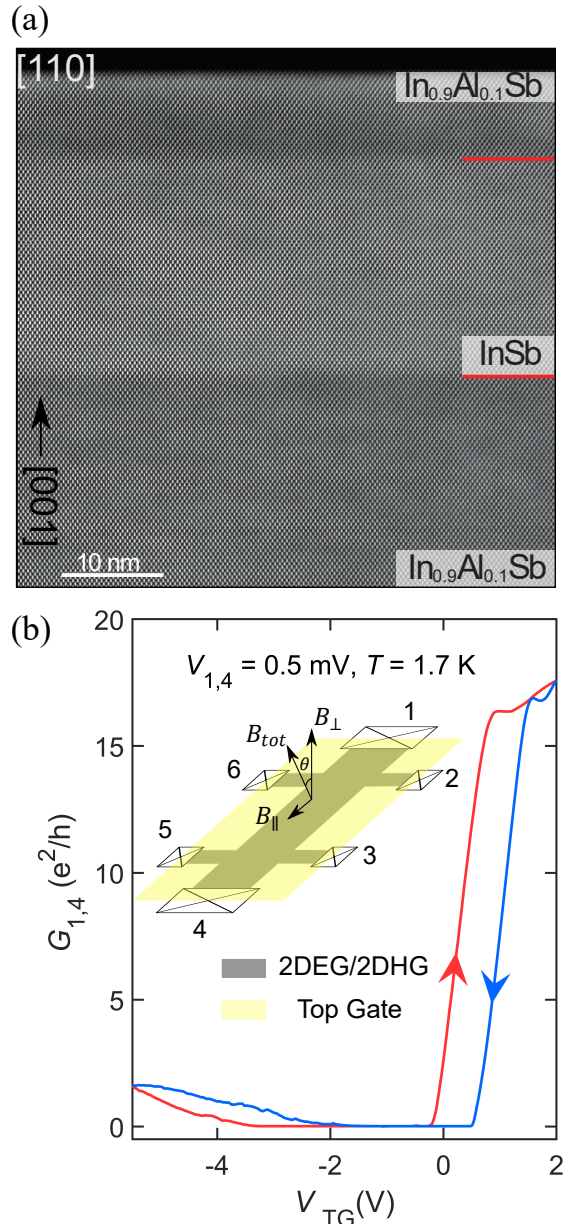 (a)
[110]
In0.9Al0.1Sb
InSb
[001]
10 nm
In0.9Al0.1Sb
(b)
V1,4 = 0.5 mV, T = 1.7 K
1
B⊥
Btot
θ
6
2
B∥
5
3
4
2DEG/2DHG
Top Gate
G1,4 (e²/h)
20
15
10
5
0
-4
-2
0
2
VTG(V)